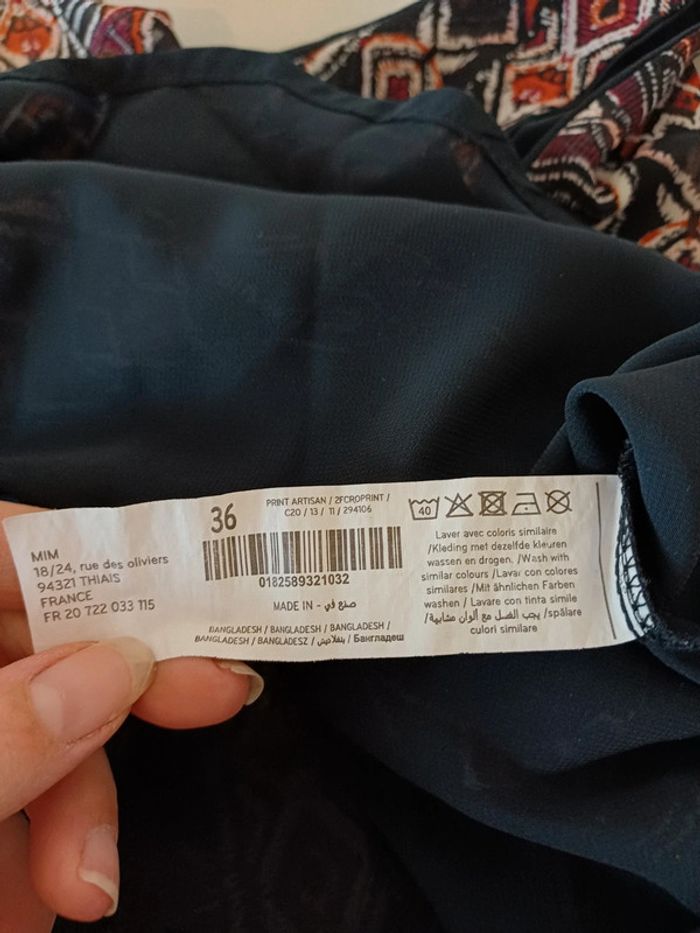 MIM
18/24, rue des oliviers
94321 THIAIS
FRANCE
FR 20 722 033 115
36
PRINT ARTISAN / 2FCROPRINT /
C20 / 13 / 11 / 294106
0182589321032
MADE IN - صنع في
BANGLADESH / BANGLADESH / BANGLADESH /
BANGLADESH / BANGLADESZ / بنغلاديش / Бангладеш
40
Laver avec coloris similaire
/Kleding met dezelfde kleuren
wassen en drogen. /Wash with
similar colours /Lavar con colores
similares /Mit ähnlichen Farben
washen / Lavare con tinta simile
/يجب الغسل مع ألوان مشابهة /spălare
culori similare